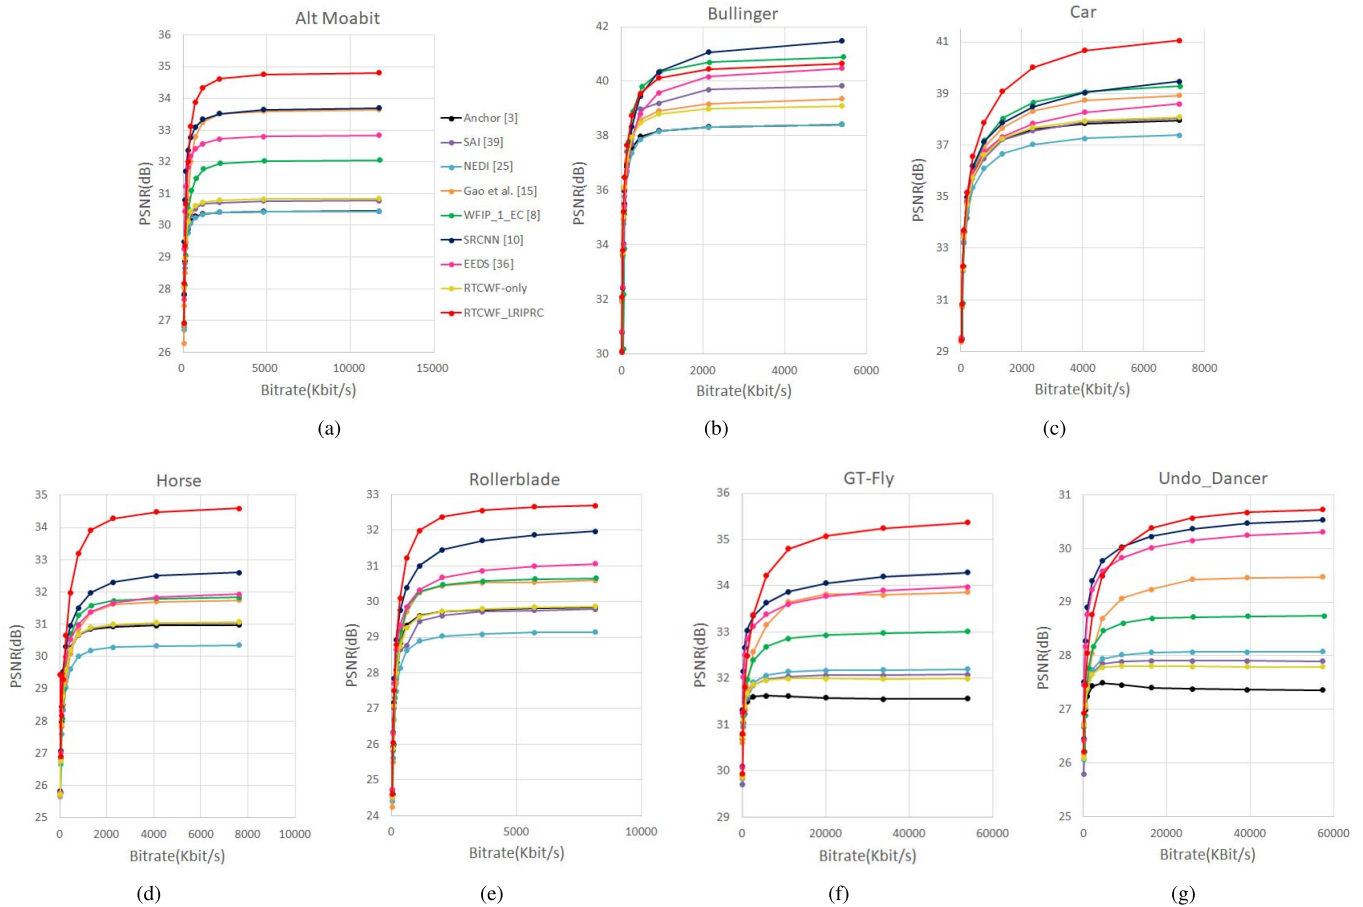 Alt Moabit
36
35
34
33
32
31
30
29
28
27
26
PSNR(dB)
0
5000
10000
15000
Bitrate(Kbit/s)
(a)
Anchor [3]
SAI [39]
NEDI [25]
Gao et al. [15]
WFIP_1_EC [8]
SRCNN [10]
EEDS [36]
RTCWF-only
RTCWF_LRIPRC
Bullinger
42
40
38
36
34
32
30
PSNR(dB)
0
2000
4000
6000
Bitrate(Kbit/s)
(b)
Car
41
39
37
35
33
31
29
PSNR(dB)
0
2000
4000
6000
8000
Bitrate(Kbit/s)
(c)
Horse
35
34
33
32
31
30
29
28
27
26
25
PSNR(dB)
0
2000
4000
6000
8000
10000
Bitrate(Kbit/s)
(d)
Rollerblade
33
32
31
30
29
28
27
26
25
24
PSNR(dB)
0
5000
10000
Bitrate(Kbit/s)
(e)
GT-Fly
36
35
34
33
32
31
30
29
PSNR(dB)
0
20000
40000
60000
Bitrate(Kbit/s)
(f)
Undo_Dancer
31
30
29
28
27
26
25
PSNR(dB)
0
20000
40000
60000
Bitrate(KBit/s)
(g)